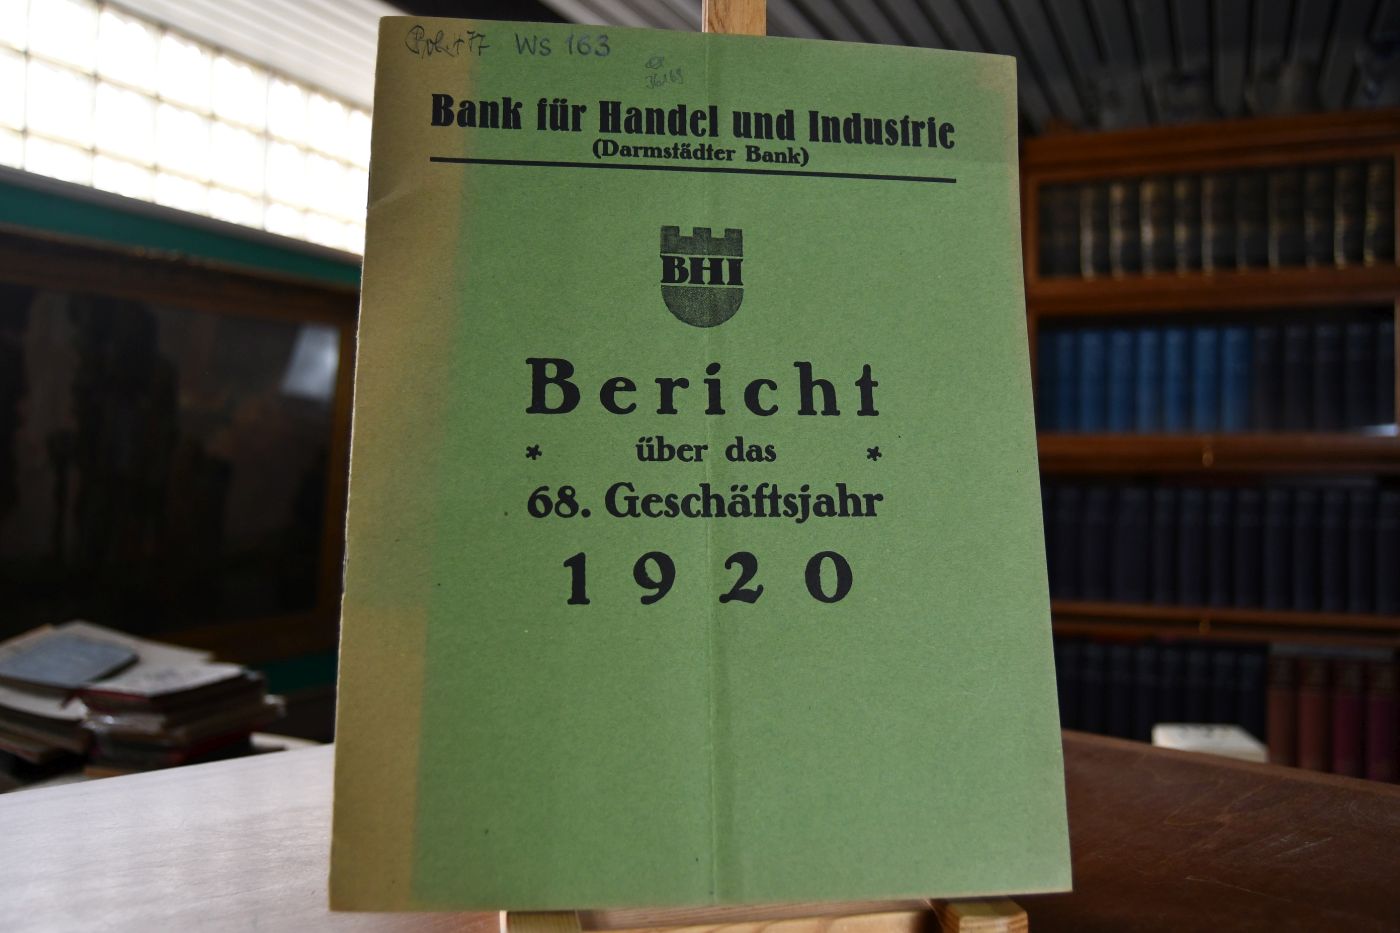 WS 163
Bank für Handel und Industrie
(Darmstädter Bank)
BHI
Bericht
* über das *
68. Geschäftsjahr
1920